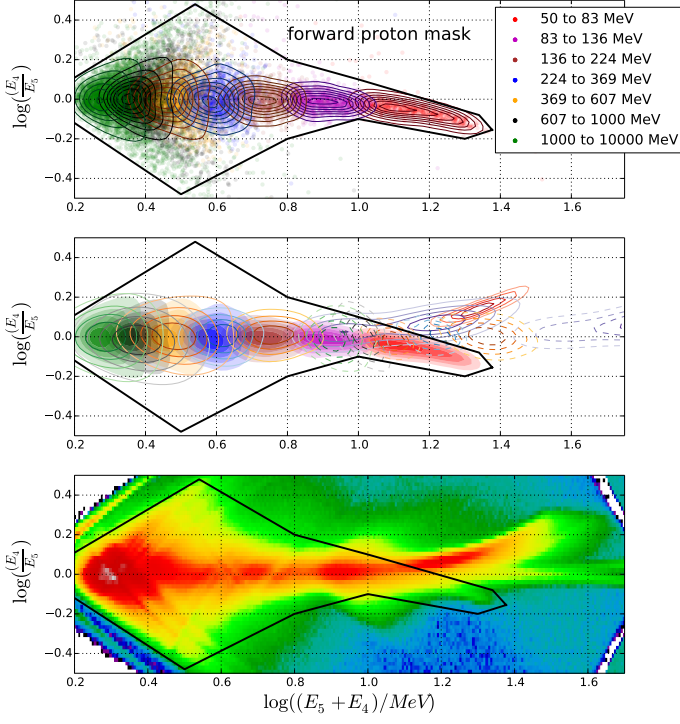 forward proton mask
50 to 83 MeV
83 to 136 MeV
136 to 224 MeV
224 to 369 MeV
369 to 607 MeV
607 to 1000 MeV
1000 to 10000 MeV
0.4
0.2
0.0
−0.2
−0.4
log(E₄/E₅)
0.2 0.4 0.6 0.8 1.0 1.2 1.4 1.6
0.4
0.2
0.0
−0.2
−0.4
log(E₄/E₅)
0.2 0.4 0.6 0.8 1.0 1.2 1.4 1.6
0.4
0.2
0.0
−0.2
−0.4
log(E₄/E₅)
0.2 0.4 0.6 0.8 1.0 1.2 1.4 1.6
log((E₅+E₄)/MeV)